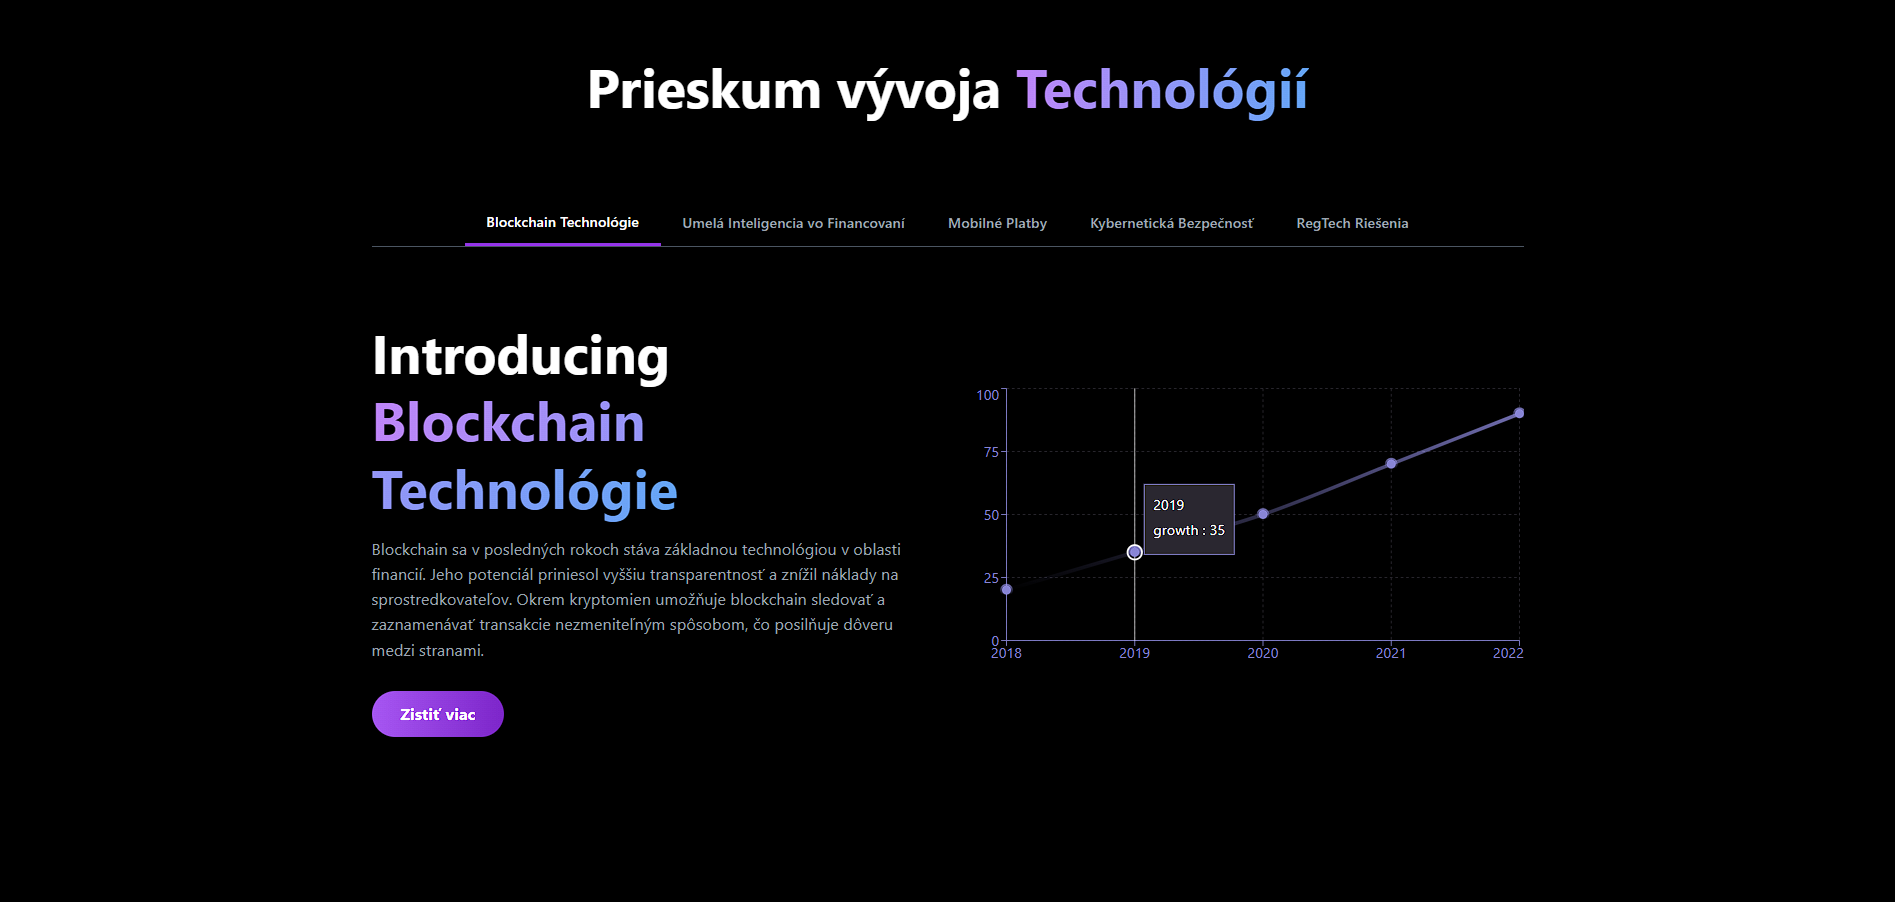 Prieskum vývoja Technológií
Blockchain Technológie Umelá Inteligencia vo Financovaní Mobilné Platby Kybernetická Bezpečnosť RegTech Riešenia
Introducing
Blockchain
Technológie
Blockchain sa v posledných rokoch stáva základnou technológiou v oblasti
financií. Jeho potenciál priniesol vyššiu transparentnosť a znížil náklady na
sprostredkovateľov. Okrem kryptomien umožňuje blockchain sledovať a
zaznamenávať transakcie nezmeniteľným spôsobom, čo posilňuje dôveru
medzi stranami.
Zistiť viac
100
75
50
25
0
2019
growth : 35
2018 2019 2020 2021 2022